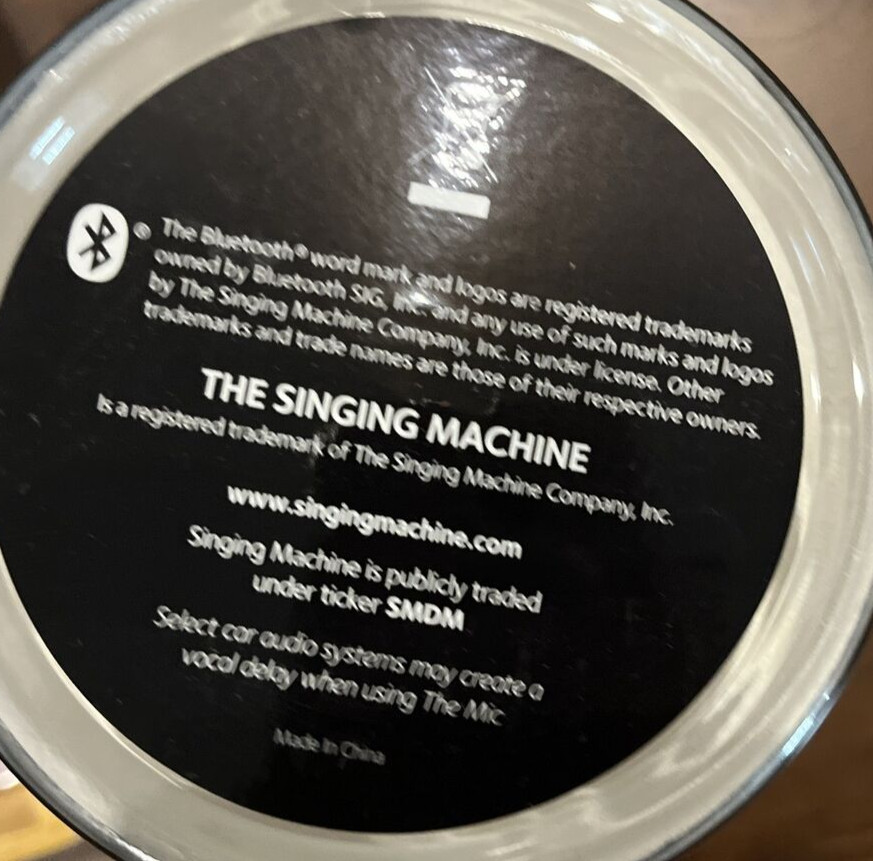 ® The Bluetooth® word mark and logos are registered trademarks
owned by Bluetooth SIG, Inc. and any use of such marks and logos
by The Singing Machine Company, Inc. is under license. Other
trademarks and trade names are those of their respective owners.
THE SINGING MACHINE
Is a registered trademark of The Singing Machine Company, Inc.
www.singingmachine.com
Singing Machine is publicly traded
under ticker SMDM
Select car audio systems may create a
vocal delay when using The Mic
Made In China